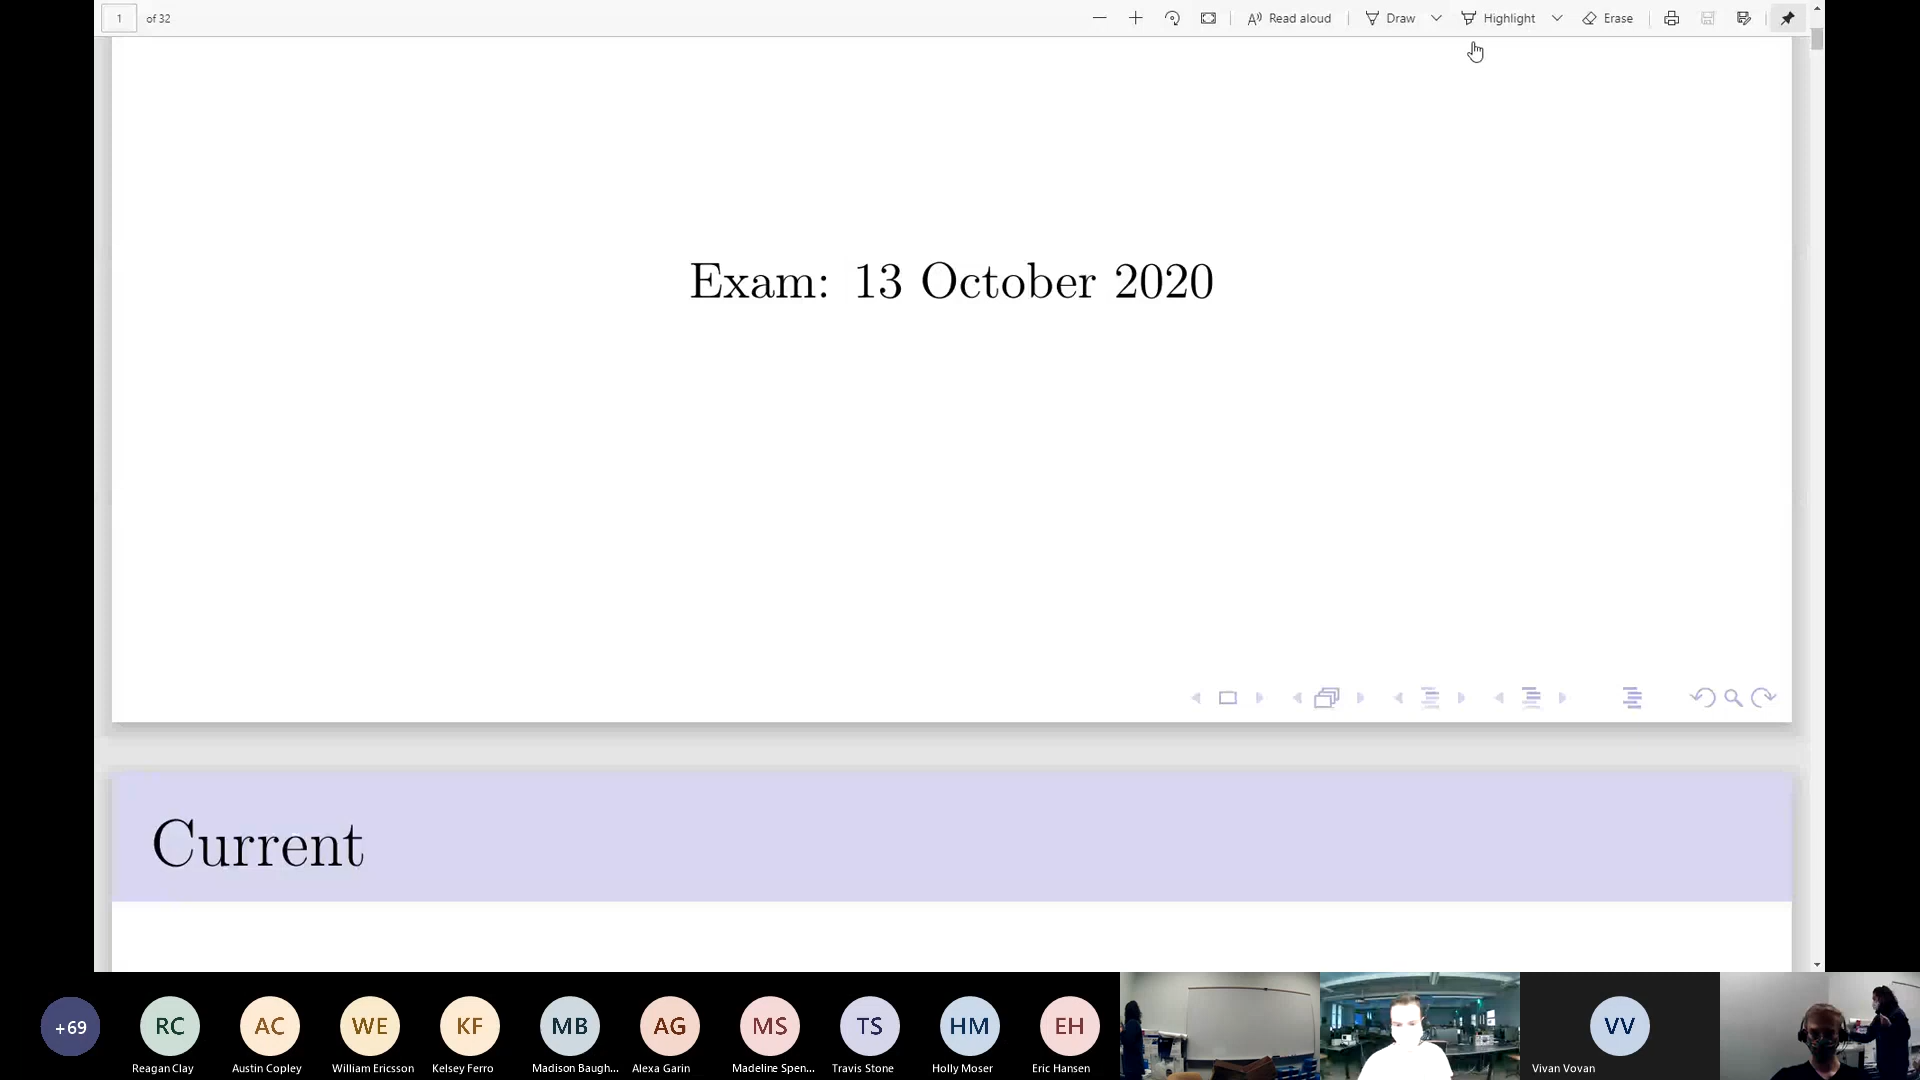 1 of 32 Read aloud Draw Highlight Erase
Exam: 13 October 2020
Current
+69 RC AC WE KF MB AG MS TS HM EH VV
Reagan Clay Austin Copley William Ericsson Kelsey Ferro Madison Baugh... Alexa Garin Madeline Spen... Travis Stone Holly Moser Eric Hansen Vivan Vovan